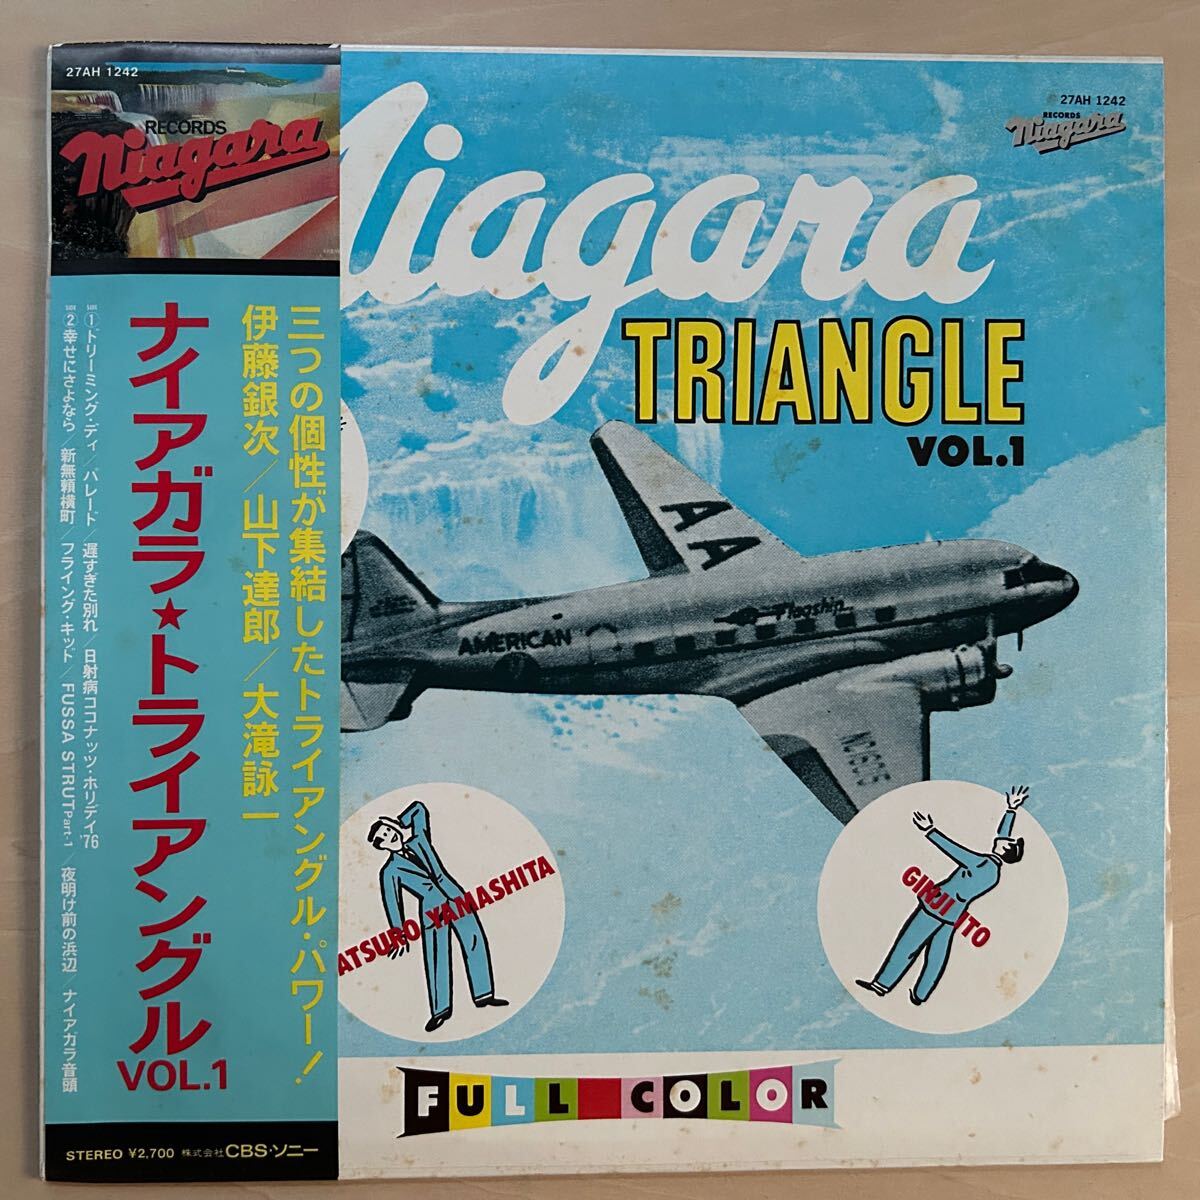 27AH 1242
RECORDS
Niagara
三つの個性が集結したトライアングル・パワー!
伊藤銀次/山下達郎/大滝詠一
ナイアガラ★トライアングル
VOL.1
SIDE ①ドリーミング・デイ/パレード 遅すぎた別れ/日射病ココナッツ・ホリデイ'76
SIDE ②幸せにさよなら/新無頼横町/フライング・キッド/FUSSA STRUT Part-1/夜明け前の浜辺/ナイアガラ音頭
STEREO ¥2,700 株式会社CBS・ソニー
27AH 1242
RECORDS
Niagara
Niagara
TRIANGLE
VOL.1
AA
AMERICAN
Flagship
ATSURO YAMASHITA
GINJI ITO
FULL COLOR